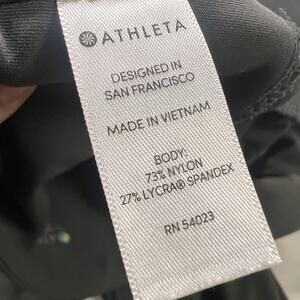 ATHLETA
DESIGNED IN
SAN FRANCISCO
MADE IN VIETNAM
BODY:
73% NYLON
27% LYCRA® SPANDEX
RN 54023